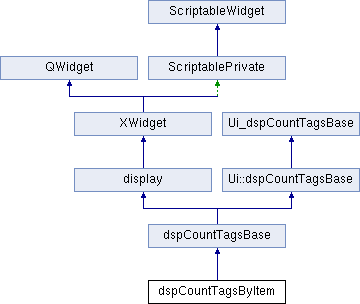 ScriptableWidget
QWidget
ScriptablePrivate
XWidget
Ui_dspCountTagsBase
display
Ui::dspCountTagsBase
dspCountTagsBase
dspCountTagsByItem